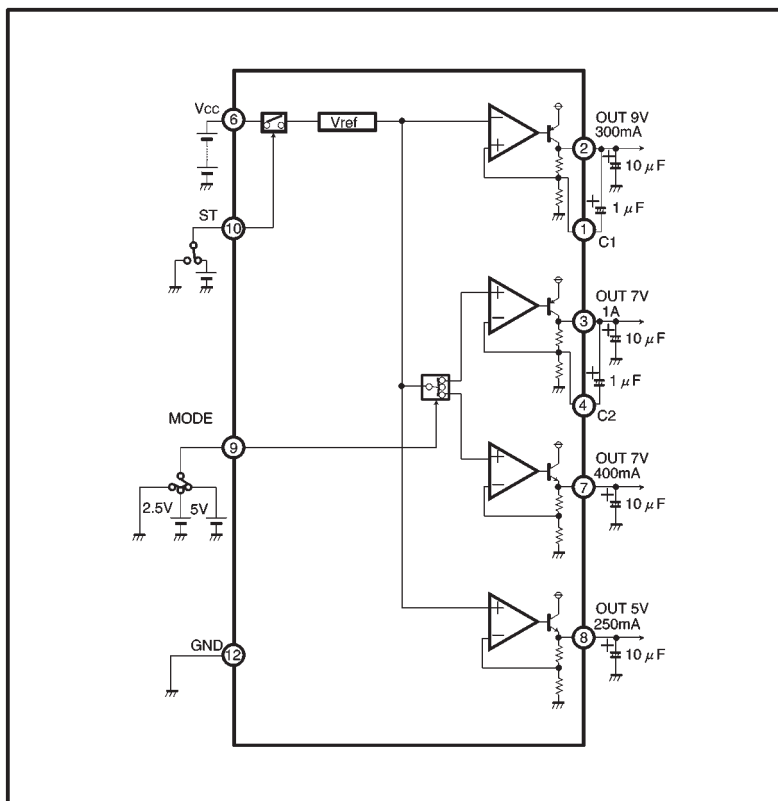 Vcc
6
Vref
− +
2
OUT 9V
300mA
+
10 μF
+
1 μF
ST
10
1
C1
+ −
3
OUT 7V
1A
+
10 μF
+
1 μF
4
C2
MODE
9
2.5V 5V
+ −
7
OUT 7V
400mA
+
10 μF
+ −
8
OUT 5V
250mA
+
10 μF
GND
12